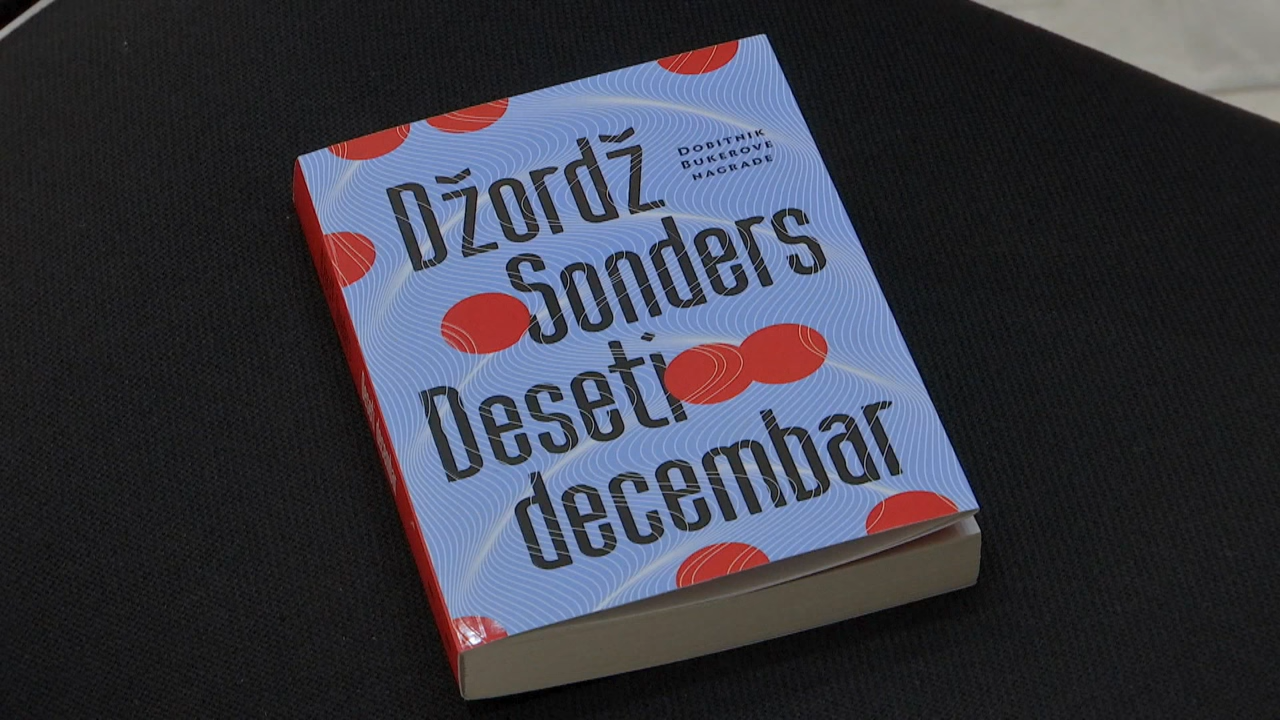 Džordž
DOBITNIK
BUKEROVE
NAGRADE
Sonders
Deseti
decembar